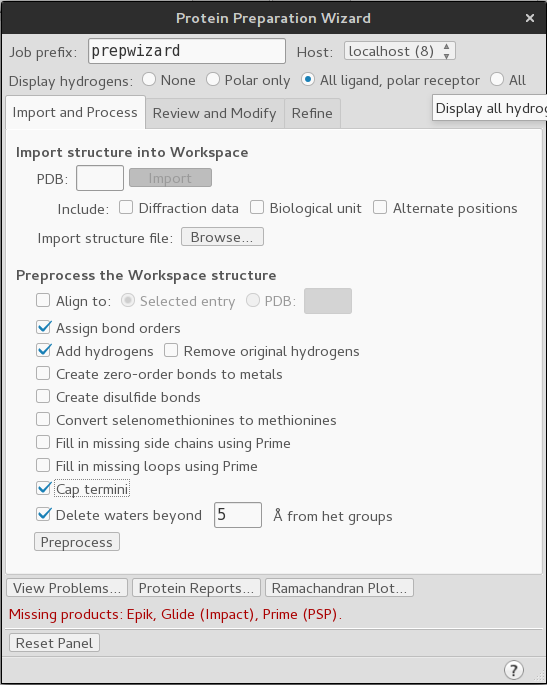 Protein Preparation Wizard ×
Job prefix: prepwizard Host: localhost (8)
Display hydrogens: None Polar only All ligand, polar receptor All
Import and Process Review and Modify Refine Display all hydrog
Import structure into Workspace
PDB: Import
Include: Diffraction data Biological unit Alternate positions
Import structure file: Browse...
Preprocess the Workspace structure
Align to: Selected entry PDB:
Assign bond orders
Add hydrogens Remove original hydrogens
Create zero-order bonds to metals
Create disulfide bonds
Convert selenomethionines to methionines
Fill in missing side chains using Prime
Fill in missing loops using Prime
Cap termini
Delete waters beyond 5 Å from het groups
Preprocess
View Problems... Protein Reports... Ramachandran Plot...
Missing products: Epik, Glide (Impact), Prime (PSP).
Reset Panel
?